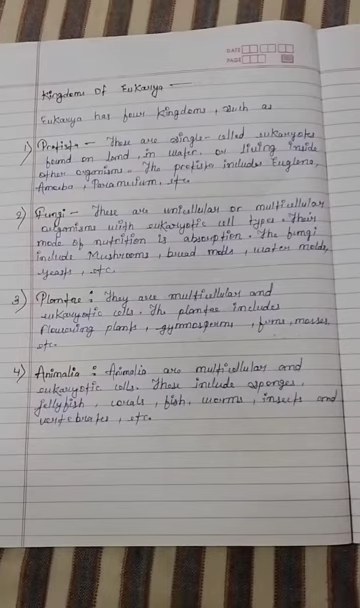 DATE
PAGE
Kingdoms Of Eukarya —
Eukarya has four kingdoms, such as
1) Protista - These are single-celled eukaryotes
found on land, in water, or living inside
other organisms. The protists includes Euglena,
Amoeba, Paramecium, etc.
2) Fungi - These are unicellular or multicellular
organisms with eukaryotic cell types. Their
mode of nutrition is absorption. The fungi
include Mushrooms, bread molds, water molds,
yeasts, etc.
3) Plantae : They are multicellular and
eukaryotic cells. The plantae includes
flowering plants, gymnosperms, ferns, mosses,
etc.
4) Animalia : Animalia are multicellular and
eukaryotic cells. These include sponges,
jellyfish, corals, fish, worms, insects and
vertebrates, etc.